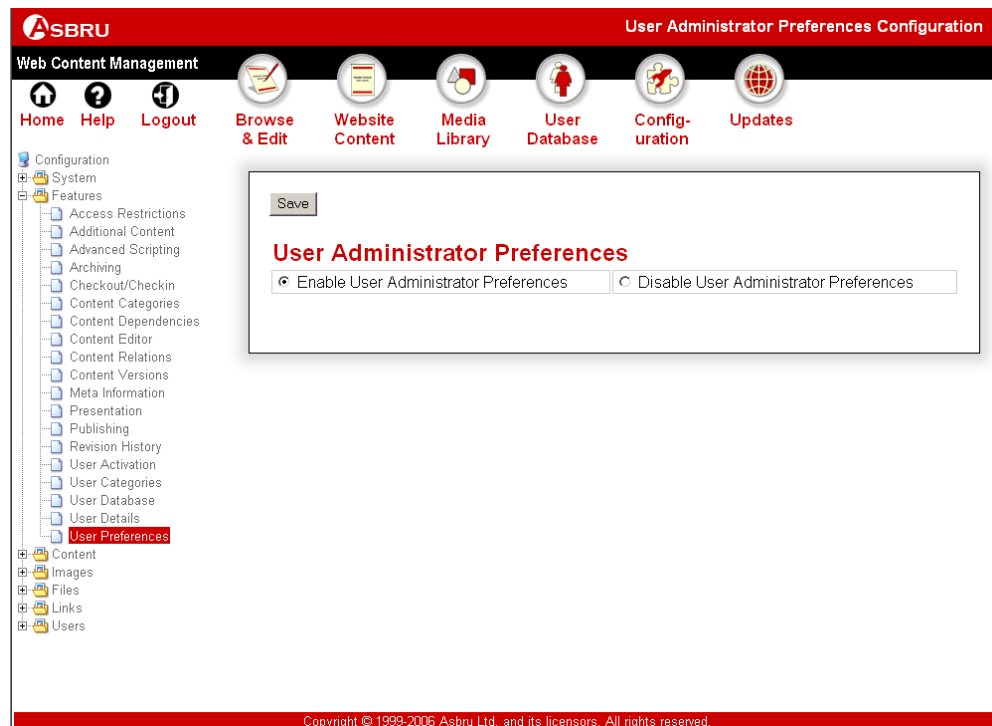 ASBRU
User Administrator Preferences Configuration
Web Content Management
Home Help Logout
Browse & Edit
Website Content
Media Library
User Database
Config-
uration
Updates
Configuration
System
Features
Access Restrictions
Additional Content
Advanced Scripting
Archiving
Checkout/Checkin
Content Categories
Content Dependencies
Content Editor
Content Relations
Content Versions
Meta Information
Presentation
Publishing
Revision History
User Activation
User Categories
User Database
User Details
User Preferences
Content
Images
Files
Links
Users
Save
User Administrator Preferences
Enable User Administrator Preferences
Disable User Administrator Preferences
Copyright © 1999-2006 Asbru Ltd. and its licensors. All rights reserved.